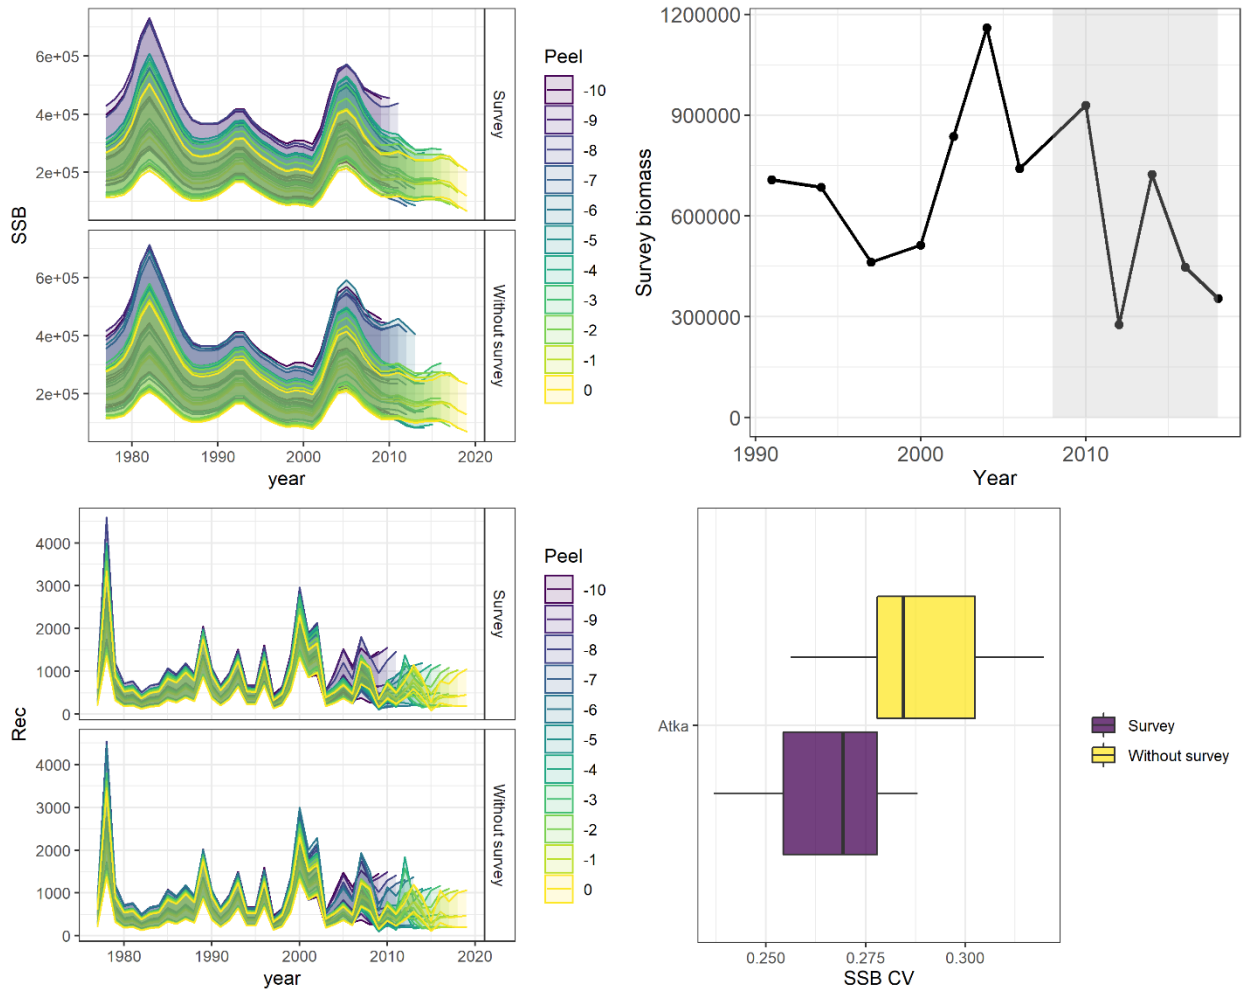 6e+05
4e+05
2e+05
SSB
Survey
6e+05
4e+05
2e+05
Without survey
1980
1990
2000
2010
2020
year
Peel
-10
-9
-8
-7
-6
-5
-4
-3
-2
-1
0
1200000
900000
600000
300000
0
Survey biomass
1990
2000
2010
Year
4000
3000
2000
1000
0
Rec
Survey
4000
3000
2000
1000
0
Without survey
1980
1990
2000
2010
2020
year
Peel
-10
-9
-8
-7
-6
-5
-4
-3
-2
-1
0
Atka
0.250
0.275
0.300
SSB CV
Survey
Without survey